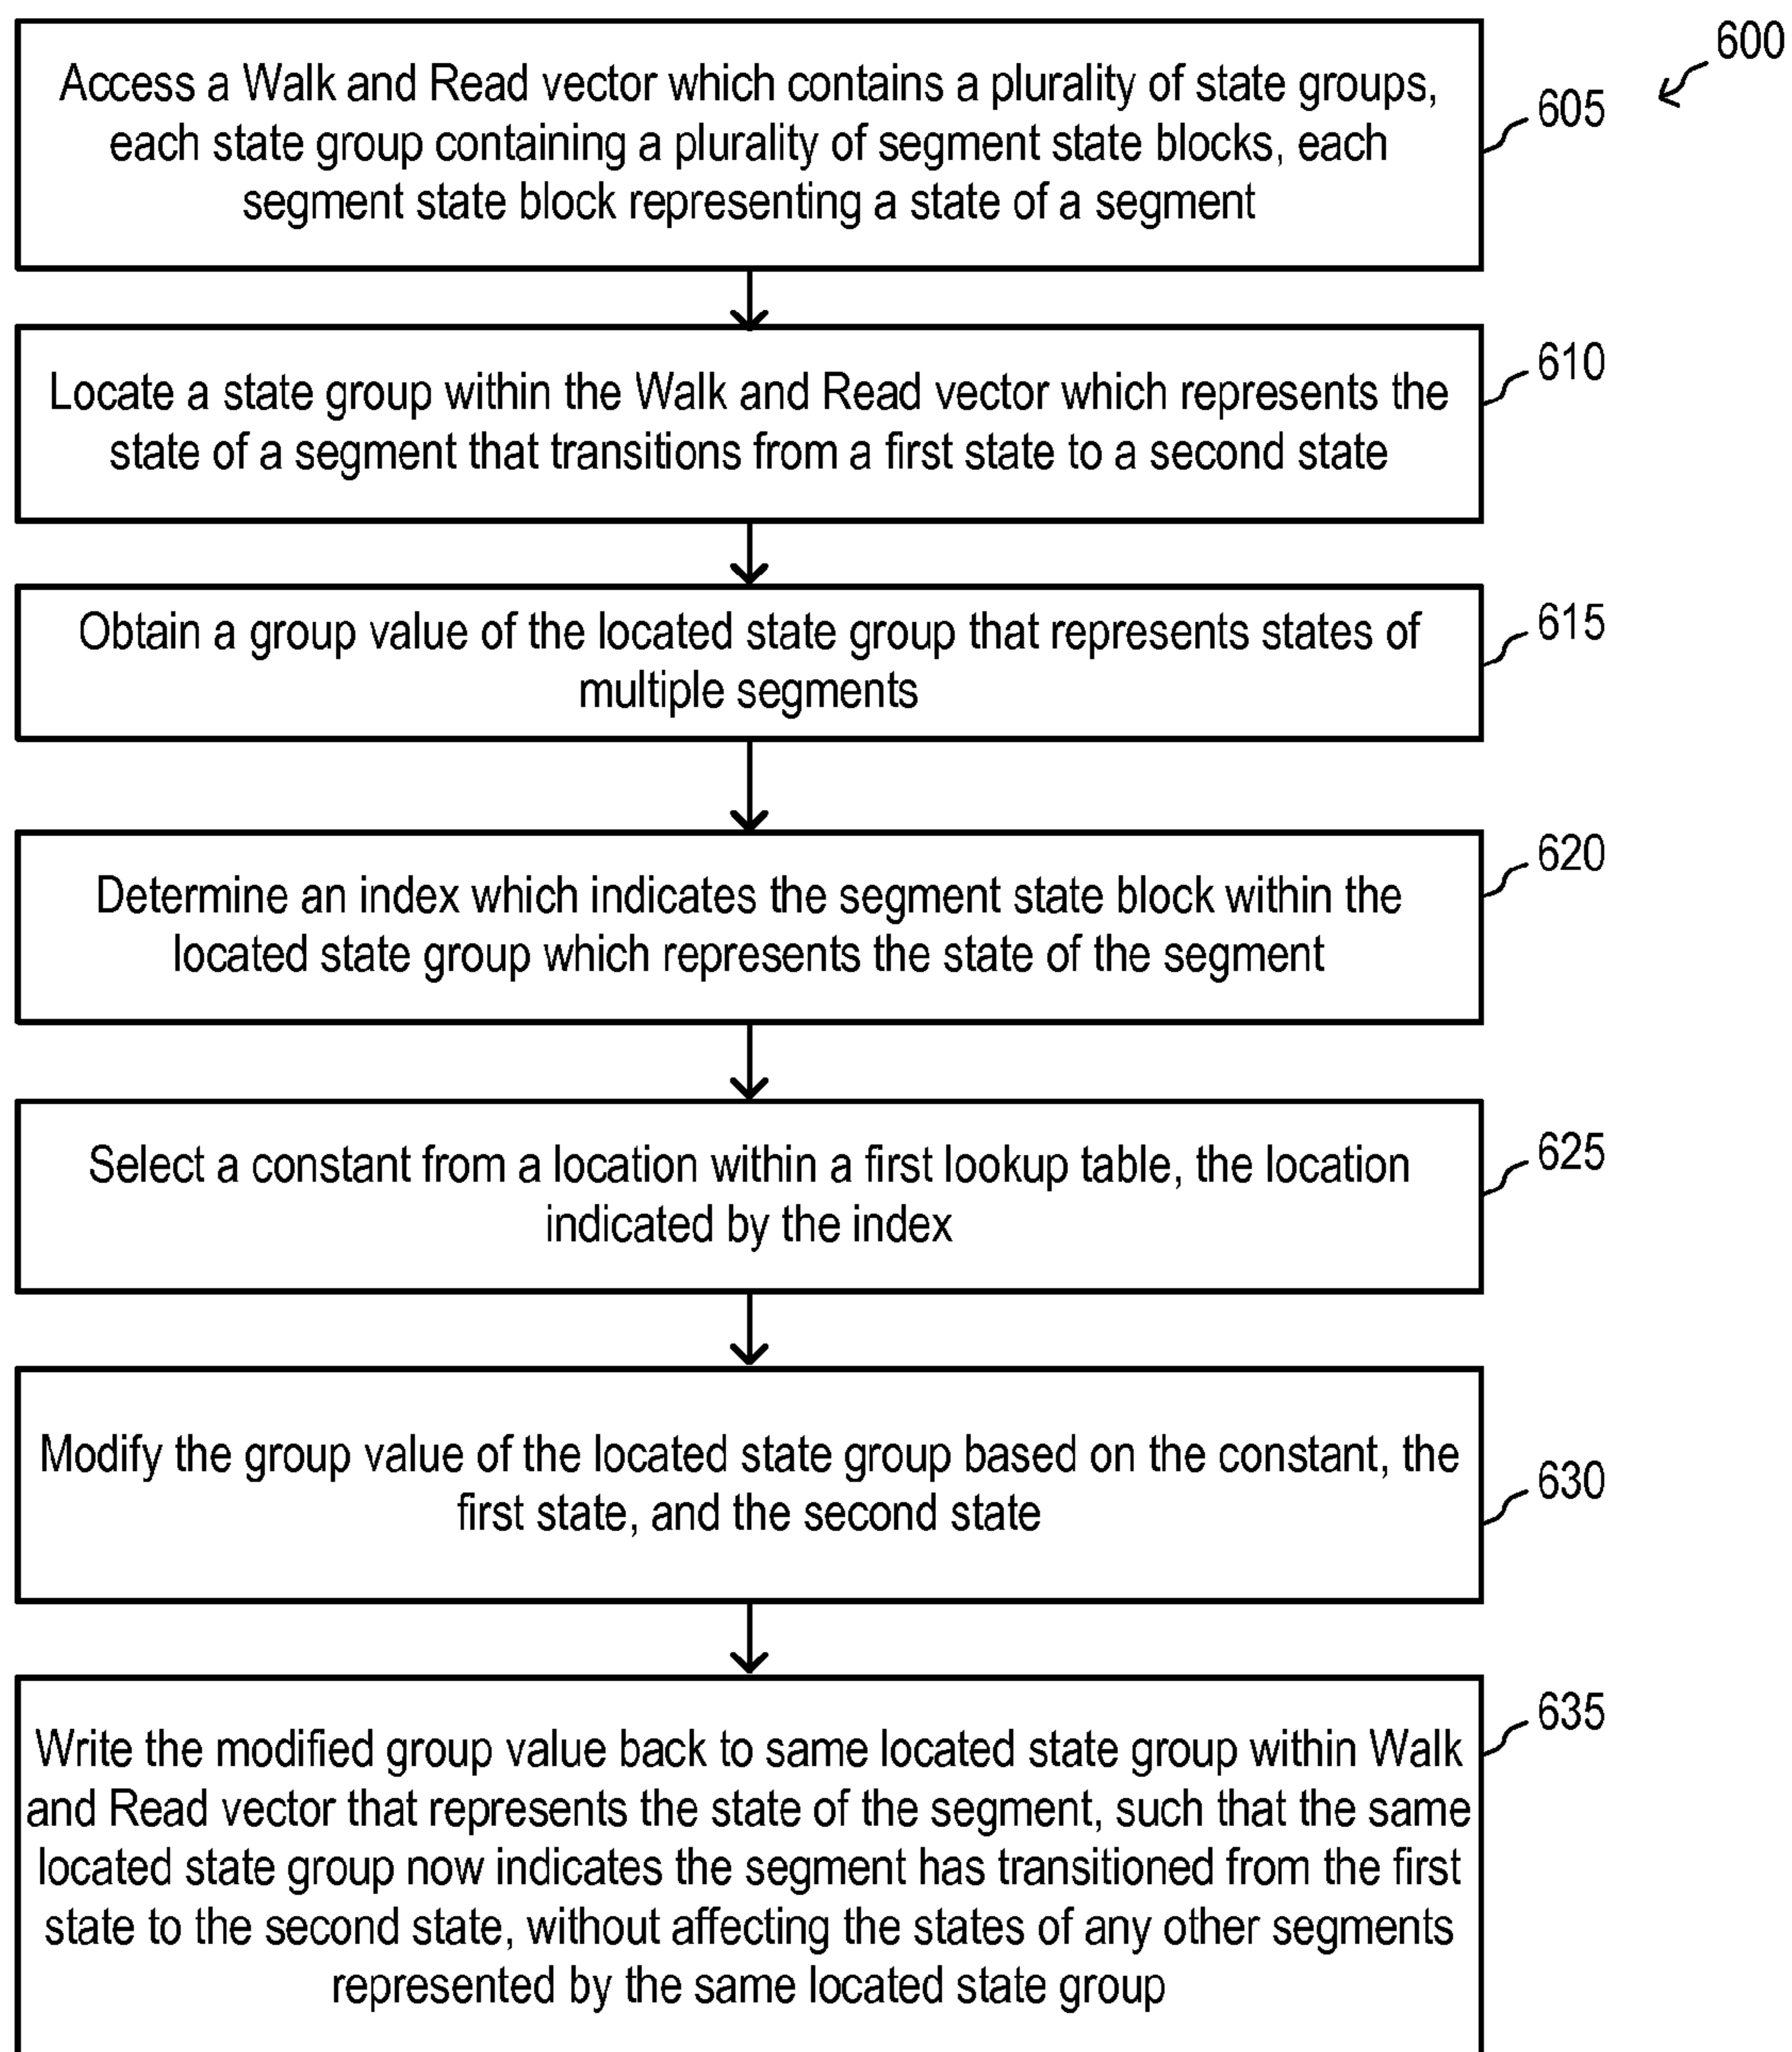 600
Access a Walk and Read vector which contains a plurality of state groups,
each state group containing a plurality of segment state blocks, each
segment state block representing a state of a segment
605
Locate a state group within the Walk and Read vector which represents the
state of a segment that transitions from a first state to a second state
610
Obtain a group value of the located state group that represents states of
multiple segments
615
Determine an index which indicates the segment state block within the
located state group which represents the state of the segment
620
Select a constant from a location within a first lookup table, the location
indicated by the index
625
Modify the group value of the located state group based on the constant, the
first state, and the second state
630
Write the modified group value back to same located state group within Walk
and Read vector that represents the state of the segment, such that the same
located state group now indicates the segment has transitioned from the first
state to the second state, without affecting the states of any other segments
represented by the same located state group
635